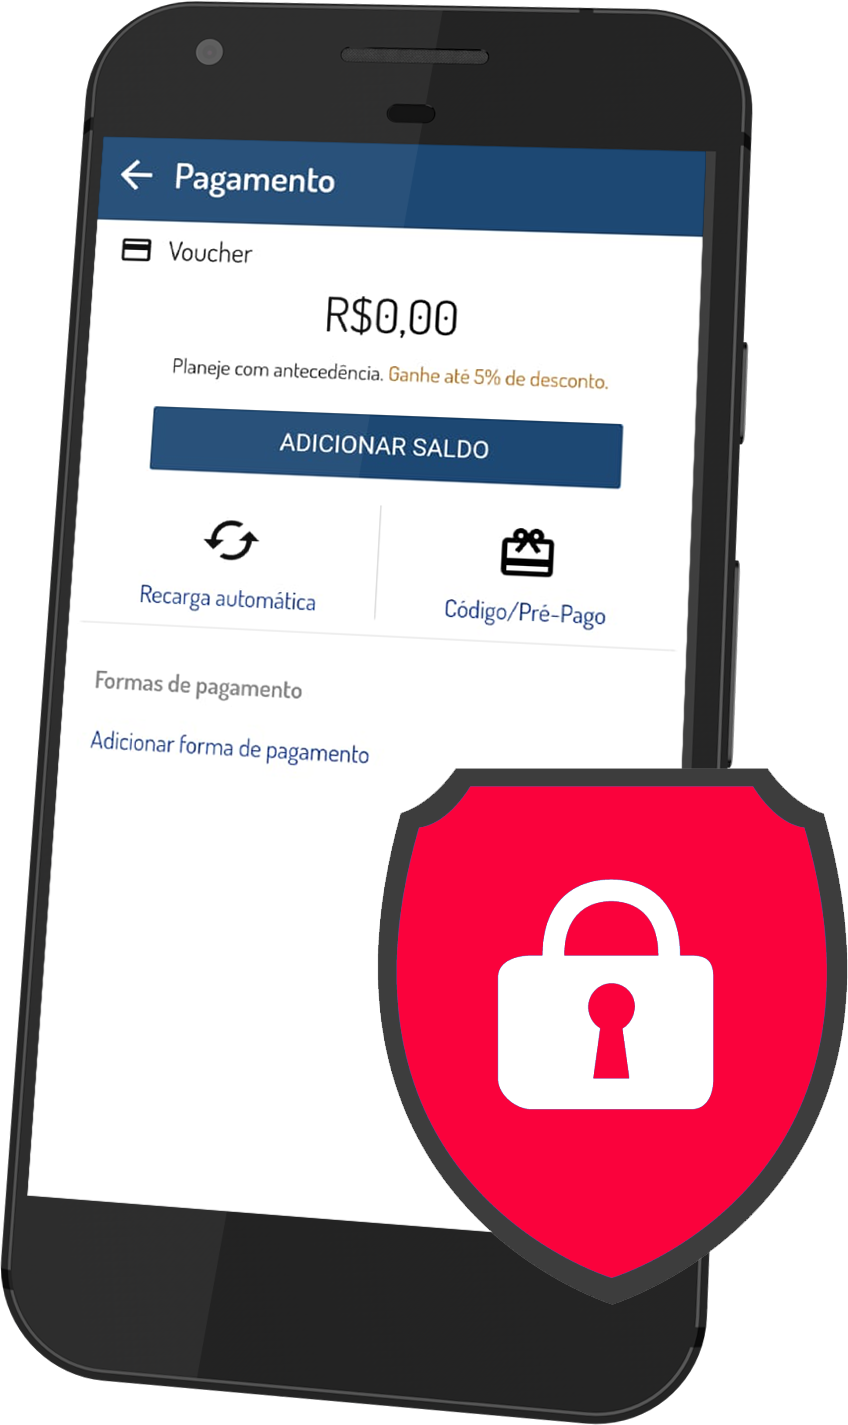 Pagamento
Voucher
R$0,00
Planeje com antecedência. Ganhe até 5% de desconto.
ADICIONAR SALDO
Recarga automática
Código/Pré-Pago
Formas de pagamento
Adicionar forma de pagamento